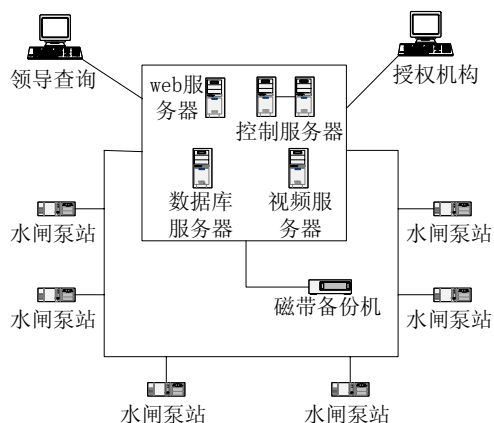 领导查询
授权机构
web服
务器
控制服务器
数据库
服务器
视频服
务器
水闸泵站
水闸泵站
磁带备份机
水闸泵站
水闸泵站
水闸泵站
水闸泵站